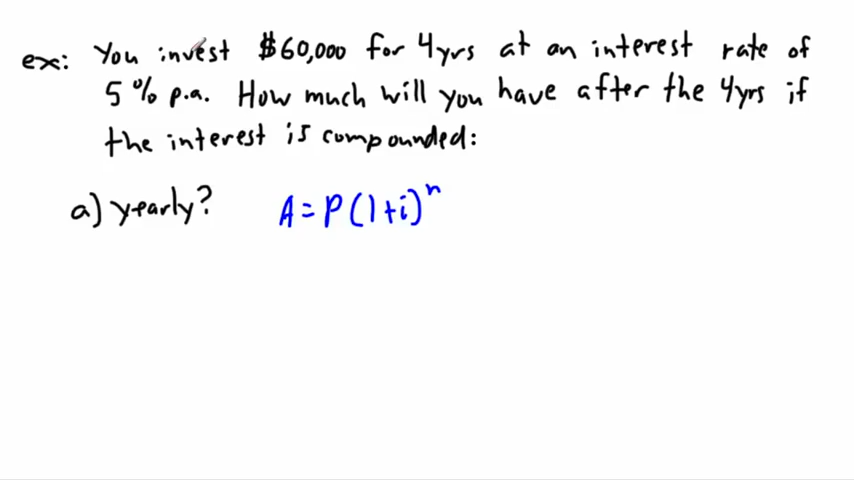 ex: You invest $60,000 for 4yrs at an interest rate of
5% p.a. How much will you have after the 4yrs if
the interest is compounded:
a) yearly? A=P(1+i)^n